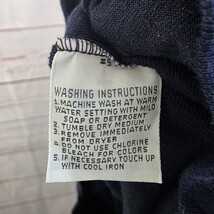 WASHING INSTRUCTIONS
1. MACHINE WASH AT WARM
WATER SETTING WITH MILD
SOAP OR DETERGENT
2. TUMBLE DRY MEDIUM
3. REMOVE IMMEDIATELY
FROM DRYER
4. DO NOT USE CHLORINE
BLEACH FOR COLORS
5. IF NECESSARY TOUCH UP
WITH COOL IRON